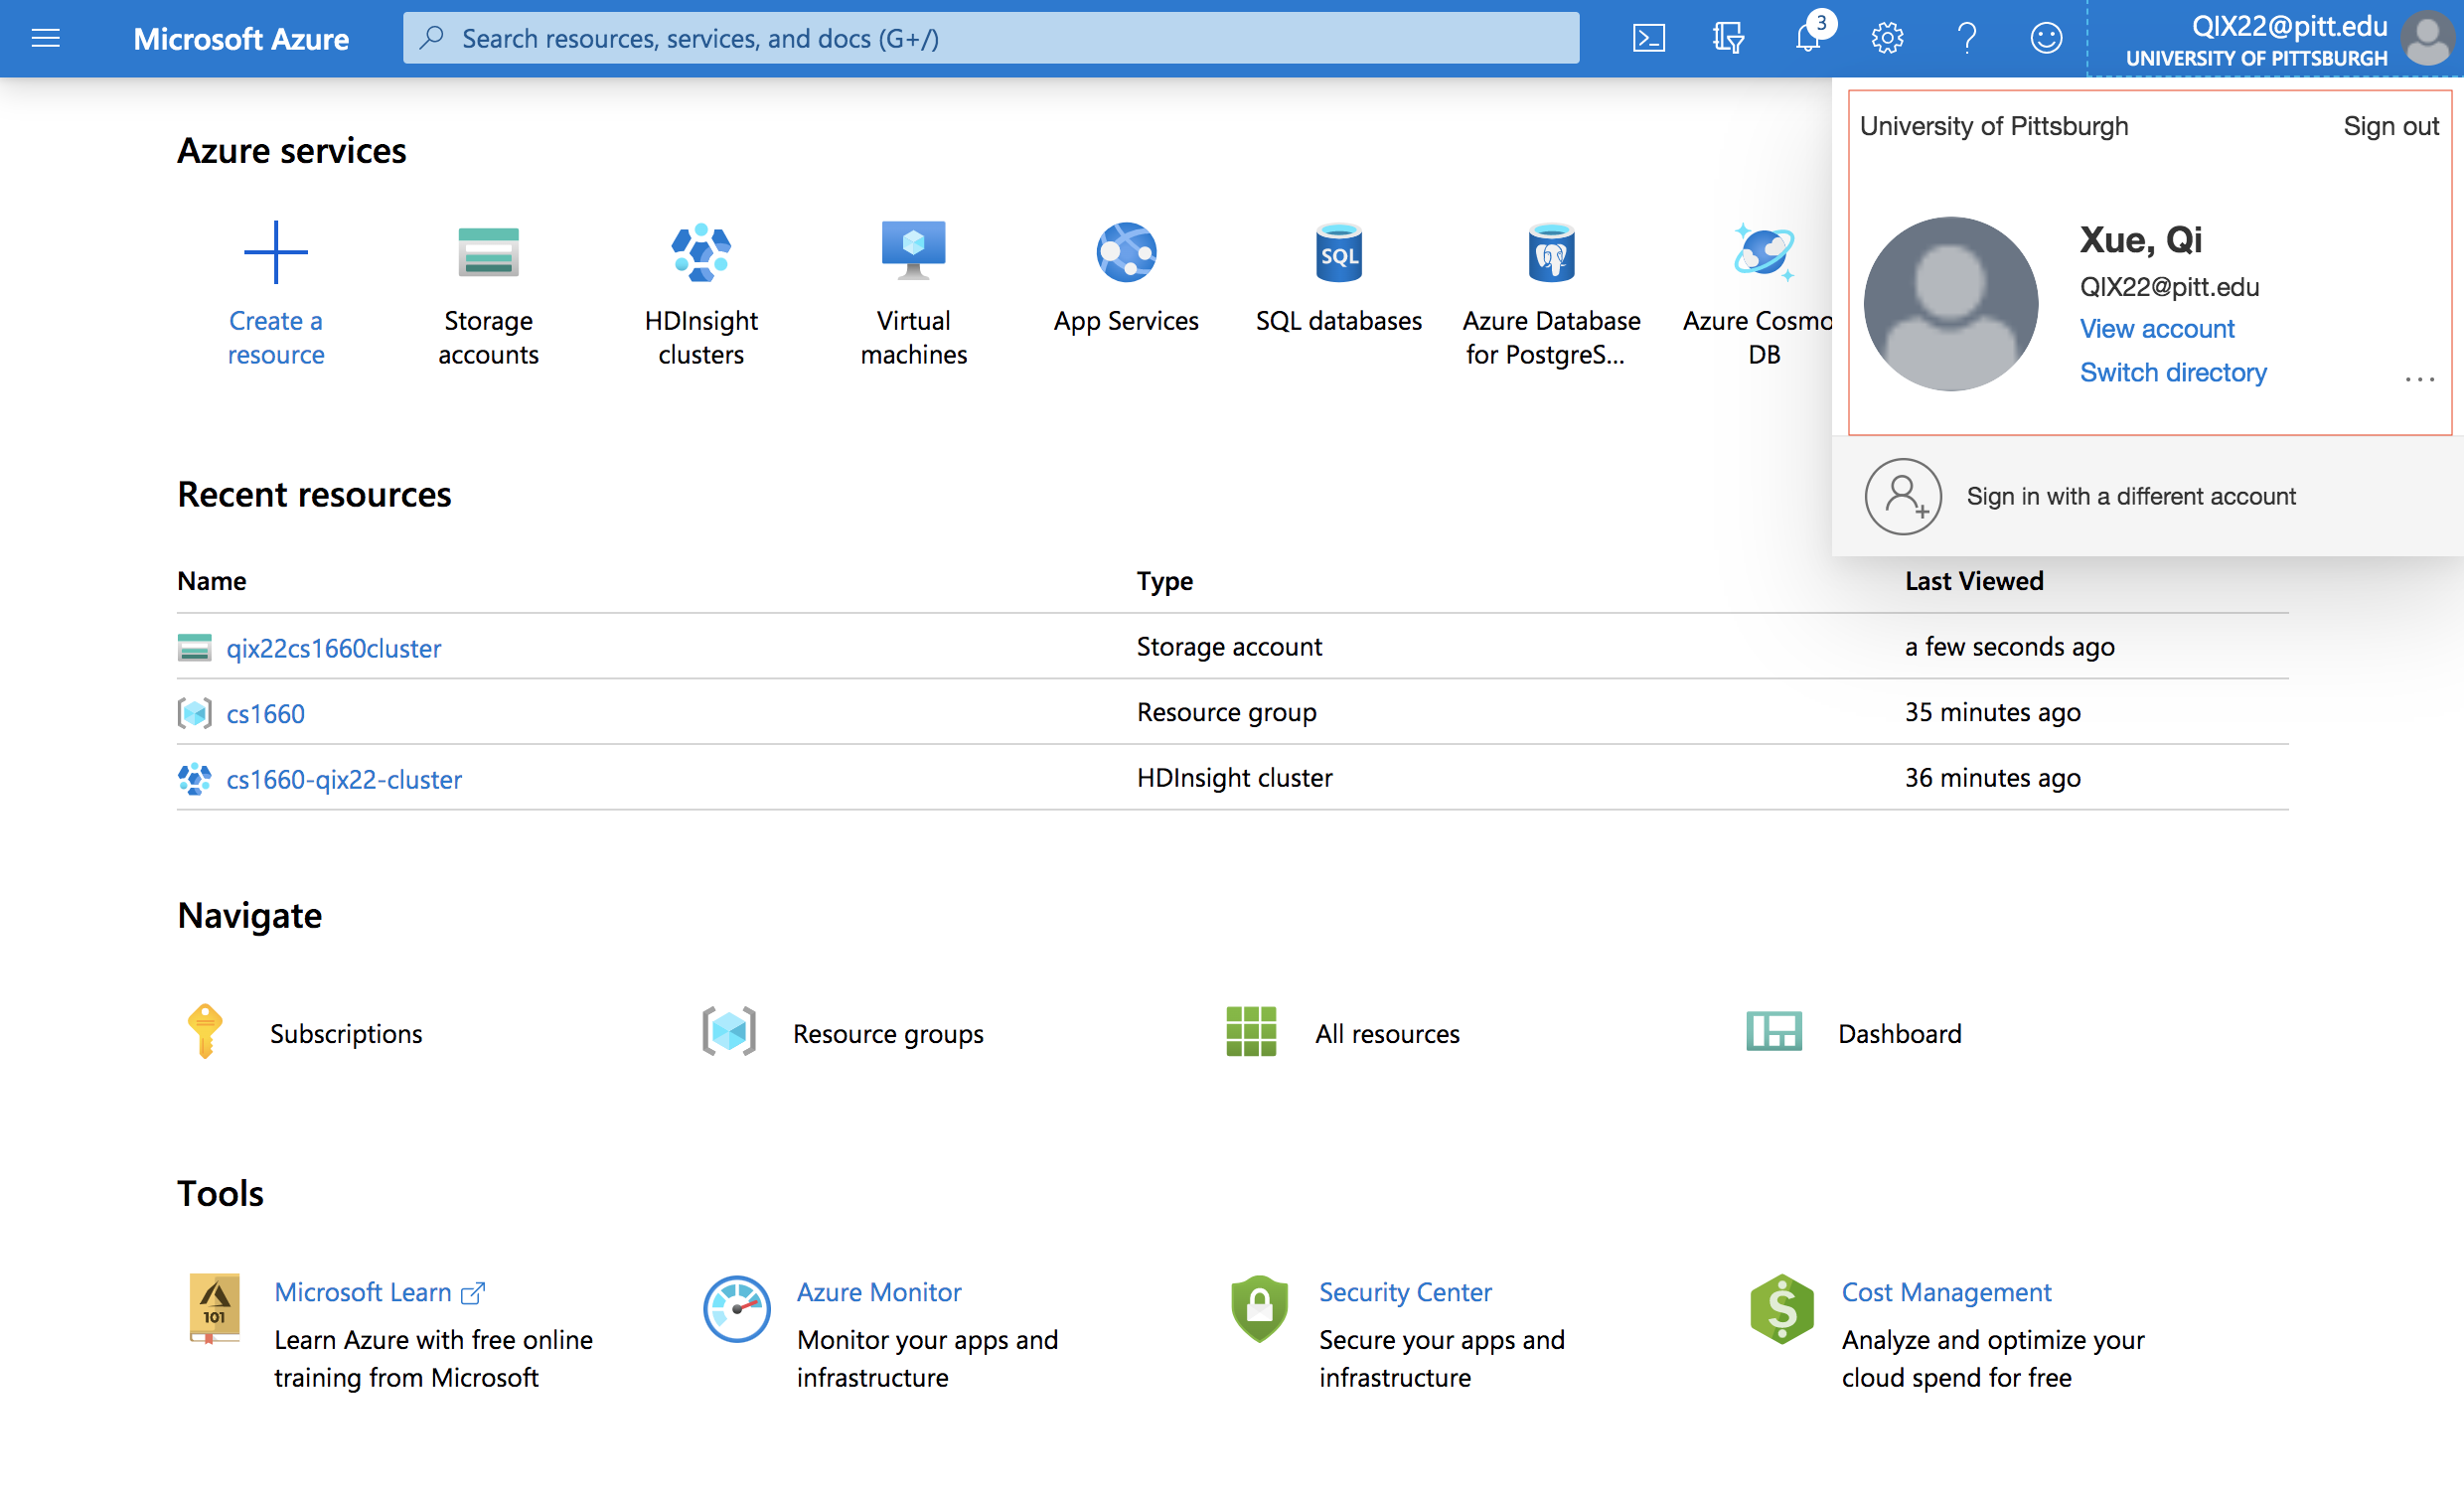 Microsoft Azure
Search resources, services, and docs (G+/)
3
QIX22@pitt.edu
UNIVERSITY OF PITTSBURGH
University of Pittsburgh
Sign out
Xue, Qi
QIX22@pitt.edu
View account
Switch directory
...
Sign in with a different account
Azure services
Create a
resource
Storage
accounts
HDInsight
clusters
Virtual
machines
App Services
SQL
SQL databases
Azure Database
for PostgreS...
Azure Cosmo
DB
Recent resources
Name Type Last Viewed
qix22cs1660cluster Storage account a few seconds ago
cs1660 Resource group 35 minutes ago
cs1660-qix22-cluster HDInsight cluster 36 minutes ago
Navigate
Subscriptions
Resource groups
All resources
Dashboard
Tools
101
Microsoft Learn
Learn Azure with free online
training from Microsoft
Azure Monitor
Monitor your apps and
infrastructure
Security Center
Secure your apps and
infrastructure
Cost Management
Analyze and optimize your
cloud spend for free